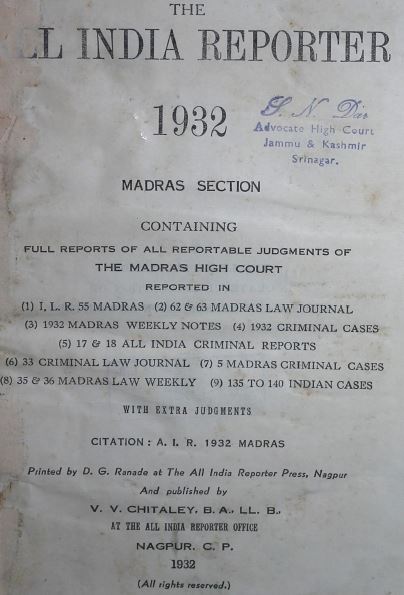 THE
ALL INDIA REPORTER
1932
S. N. Dar
Advocate High Court
Jammu & Kashmir
Srinagar.
MADRAS SECTION
CONTAINING
FULL REPORTS OF ALL REPORTABLE JUDGMENTS OF
THE MADRAS HIGH COURT
REPORTED IN
(1) I. L. R. 55 MADRAS (2) 62 & 63 MADRAS LAW JOURNAL
(3) 1932 MADRAS WEEKLY NOTES (4) 1932 CRIMINAL CASES
(5) 17 & 18 ALL INDIA CRIMINAL REPORTS
(6) 33 CRIMINAL LAW JOURNAL (7) 5 MADRAS CRIMINAL CASES
(8) 35 & 36 MADRAS LAW WEEKLY (9) 135 TO 140 INDIAN CASES
WITH EXTRA JUDGMENTS
CITATION : A. I. R. 1932 MADRAS
Printed by D. G. Ranade at The All India Reporter Press, Nagpur
And published by
V. V. CHITALEY, B. A., LL. B.,
AT THE ALL INDIA REPORTER OFFICE
NAGPUR, C. P.
1932
(All rights reserved.)